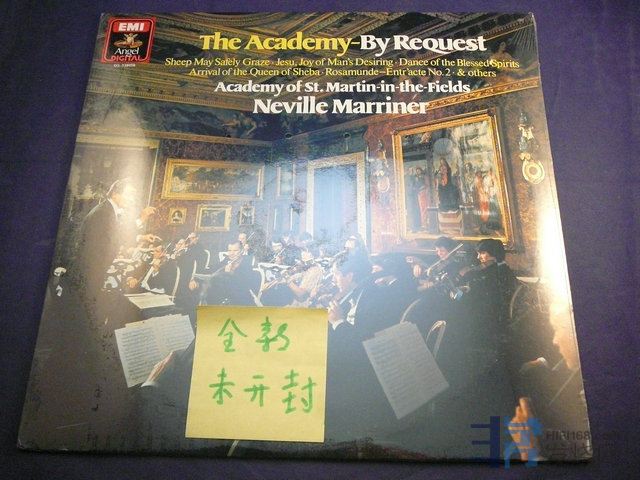 EMI
Angel
DIGITAL
The Academy-By Request
Sheep May Safely Graze · Jesu, Joy of Man's Desiring · Dance of the Blessed Spirits
Arrival of the Queen of Sheba · Rosamunde-Entr'acte No. 2 · & others
Academy of St. Martin-in-the-Fields
Neville Marriner
全新
未开封